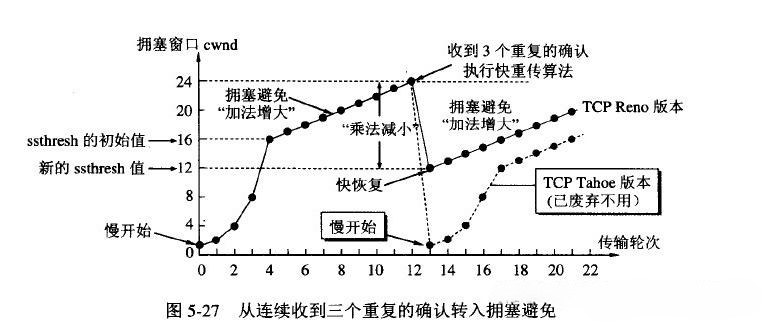 拥塞窗口 cwnd
收到 3 个重复的确认
执行快重传算法
24
20
16
12
8
4
0
拥塞避免
“加法增大”
“乘法减小”
拥塞避免
“加法增大”
TCP Reno 版本
ssthresh 的初始值
新的 ssthresh 值
快恢复
TCP Tahoe 版本
(已废弃不用)
慢开始
慢开始
传输轮次
0 2 4 6 8 10 12 14 16 18 20 22
图 5-27 从连续收到三个重复的确认转入拥塞避免